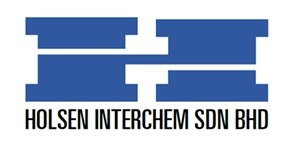 HOLSEN INTERCHEM SDN BHD